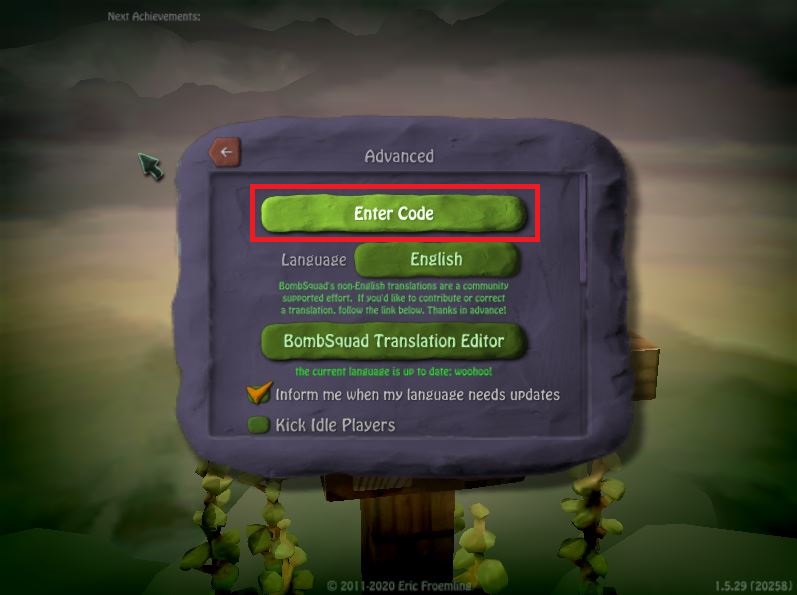 Next Achievements:
Advanced
Enter Code
Language English
BombSquad's non-English translations are a community
supported effort. If you'd like to contribute or correct
a translation, follow the link below. Thanks in advance!
BombSquad Translation Editor
the current language is up to date; woohoo!
Inform me when my language needs updates
Kick Idle Players
© 2011-2020 Eric Froemling
1.5.29 (20258)